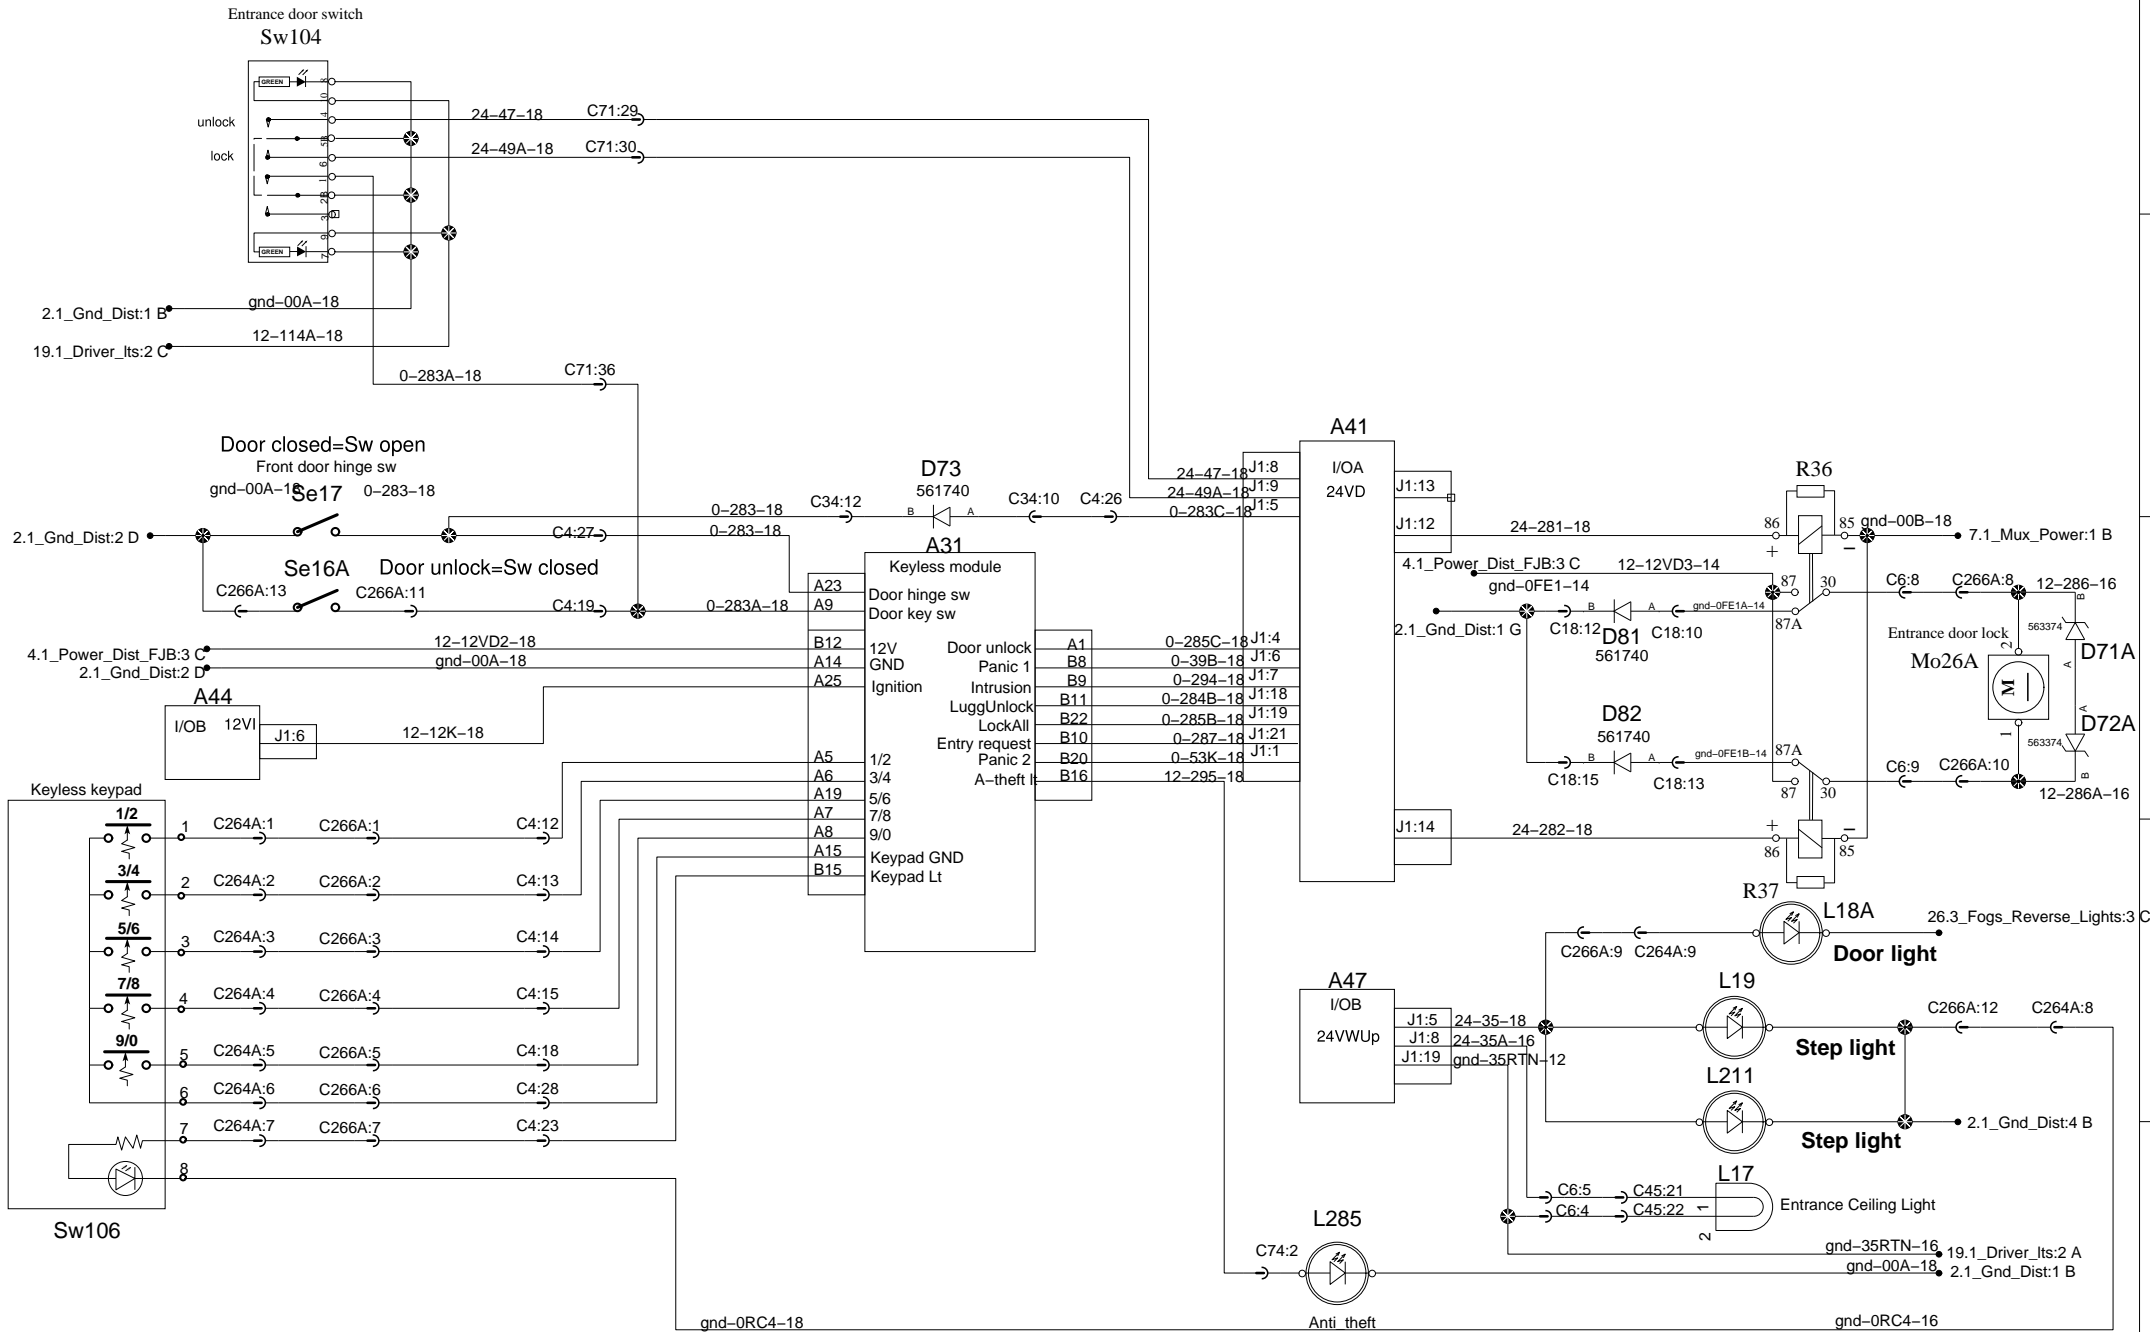 Entrance door switch
Sw104
GREEN
8
10
unlock
4
24−47−18
C71:29
5B
lock
6
24−49A−18
C71:30
1
2B
3
9
GREEN
7
2.1_Gnd_Dist:1 B
gnd−00A−18
19.1_Driver_lts:2 C
12−114A−18
0−283A−18
C71:36
Door closed=Sw open
Front door hinge sw
gnd−00A−18
Se17
0−283−18
2.1_Gnd_Dist:2 D
C4:27
0−283−18
0−283−18
C34:12
D73
561740
B
A
C34:10
C4:26
C266A:13
Se16A
Door unlock=Sw closed
C266A:11
C4:19
0−283A−18
4.1_Power_Dist_FJB:3 C
12−12VD2−18
2.1_Gnd_Dist:2 D
gnd−00A−18
A44
I/OB
12VI
J1:6
12−12K−18
A31
Keyless module
A23
Door hinge sw
A9
Door key sw
B12
12V
A14
GND
A25
Ignition
A5
1/2
A6
3/4
A19
5/6
A7
7/8
A8
9/0
A15
Keypad GND
B15
Keypad Lt
Door unlock
A1
0−285C−18
J1:4
Panic 1
B8
0−39B−18
J1:6
Intrusion
B9
0−294−18
J1:7
LuggUnlock
B11
0−284B−18
J1:18
LockAll
B22
0−285B−18
J1:19
Entry request
B10
0−287−18
J1:21
Panic 2
B20
0−53K−18
J1:1
A−theft lt
B16
12−295−18
A41
I/OA
24VD
24−47−18
J1:8
24−49A−18
J1:9
0−283C−18
J1:5
J1:13
J1:12
24−281−18
J1:14
24−282−18
R36
86
85
+
−
gnd−00B−18
7.1_Mux_Power:1 B
4.1_Power_Dist_FJB:3 C
12−12VD3−14
87
30
87A
gnd−0FE1−14
2.1_Gnd_Dist:1 G
C18:12
B
D81
561740
A
C18:10
gnd−0FE1A−14
C6:8
C266A:8
12−286−16
B
563374
D71A
A
Entrance door lock
Mo26A
2
M
1
A
D72A
563374
B
C18:15
B
D82
561740
A
C18:13
gnd−0FE1B−14
87A
87
30
C6:9
C266A:10
12−286A−16
+
−
86
85
R37
Keyless keypad
1/2
1
C264A:1
C266A:1
C4:12
3/4
2
C264A:2
C266A:2
C4:13
5/6
3
C264A:3
C266A:3
C4:14
7/8
4
C264A:4
C266A:4
C4:15
9/0
5
C264A:5
C266A:5
C4:18
6
C264A:6
C266A:6
C4:28
7
C264A:7
C266A:7
C4:23
8
Sw106
gnd−0RC4−18
L18A
26.3_Fogs_Reverse_Lights:3 C
C266A:9
C264A:9
Door light
A47
I/OB
24VWUp
J1:5
24−35−18
J1:8
24−35A−16
J1:19
gnd−35RTN−12
L19
Step light
C266A:12
C264A:8
L211
Step light
2.1_Gnd_Dist:4 B
L17
C6:5
C45:21
1
Entrance Ceiling Light
C6:4
C45:22
2
gnd−35RTN−16
19.1_Driver_lts:2 A
gnd−00A−18
2.1_Gnd_Dist:1 B
L285
C74:2
Anti_theft
gnd−0RC4−16